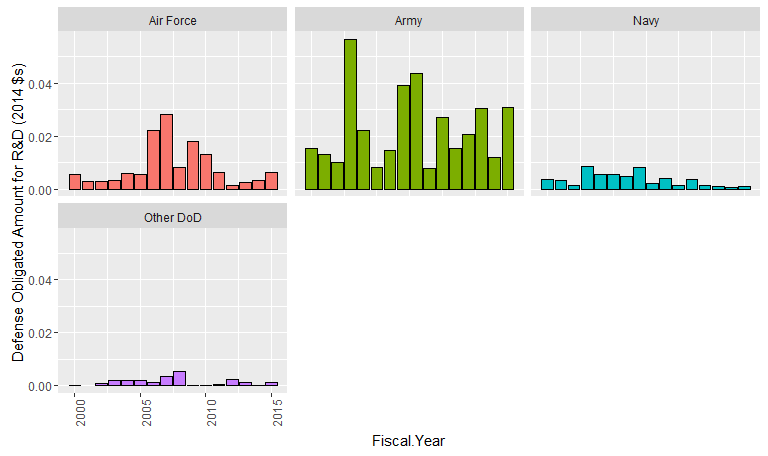 Air Force
Army
Navy
0.04
0.02
0.00
Other DoD
0.04
0.02
0.00
2000
2005
2010
2015
Fiscal.Year
Defense Obligated Amount for R&D (2014 $s)